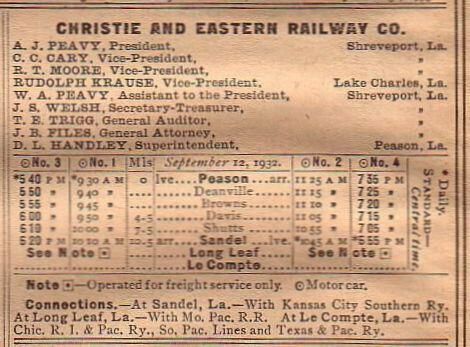 CHRISTIE AND EASTERN RAILWAY CO.
A. J. PEAVY, President, Shreveport, La.
C. C. CARY, Vice-President, "
R. T. MOORE, Vice-President, "
RUDOLPH KRAUSE, Vice-President, Lake Charles, La.
W. A. PEAVY, Assistant to the President, Shreveport, La.
J. S. WELSH, Secretary-Treasurer, "
T. E. TRIGG, General Auditor, "
J. B. FILES, General Attorney, "
D. L. HANDLEY, Superintendent, Peason, La.
⊙No. 3 ⊙No. 1 Mls September 12, 1932. ⊙No. 2 ⊙No. 4
*5 40 P M *9 30 A M 0 lve....Peason..arr. 11 25 A M 7 35 P M
5 50 " 9 40 " ..Deanville.. 11 15 " 7 25 "
5 55 " 9 45 " ..Browns.. 11 10 " 7 20 "
6 00 " 9 50 " 4.5 ..Davis.. 11 05 " 7 15 "
6 10 " 10 00 " 7.5 ..Shutts 10 55 " 7 05 "
6 20 P M 10 10 A M 10.5 arr...Sandel..lve. *10 45 A M *6 55 P M
See Note ▣ ..Long Leaf.. See Note ▣
..Le Compte..
* Daily.
STANDARD—
Central time.
Note ▣—Operated for freight service only. ⊙Motor car.
Connections.—At Sandel, La.—With Kansas City Southern Ry.
At Long Leaf, La.—With Mo. Pac. R.R. At Le Compte, La.—With
Chic. R. I. & Pac. Ry., So. Pac. Lines and Texas & Pac. Ry.